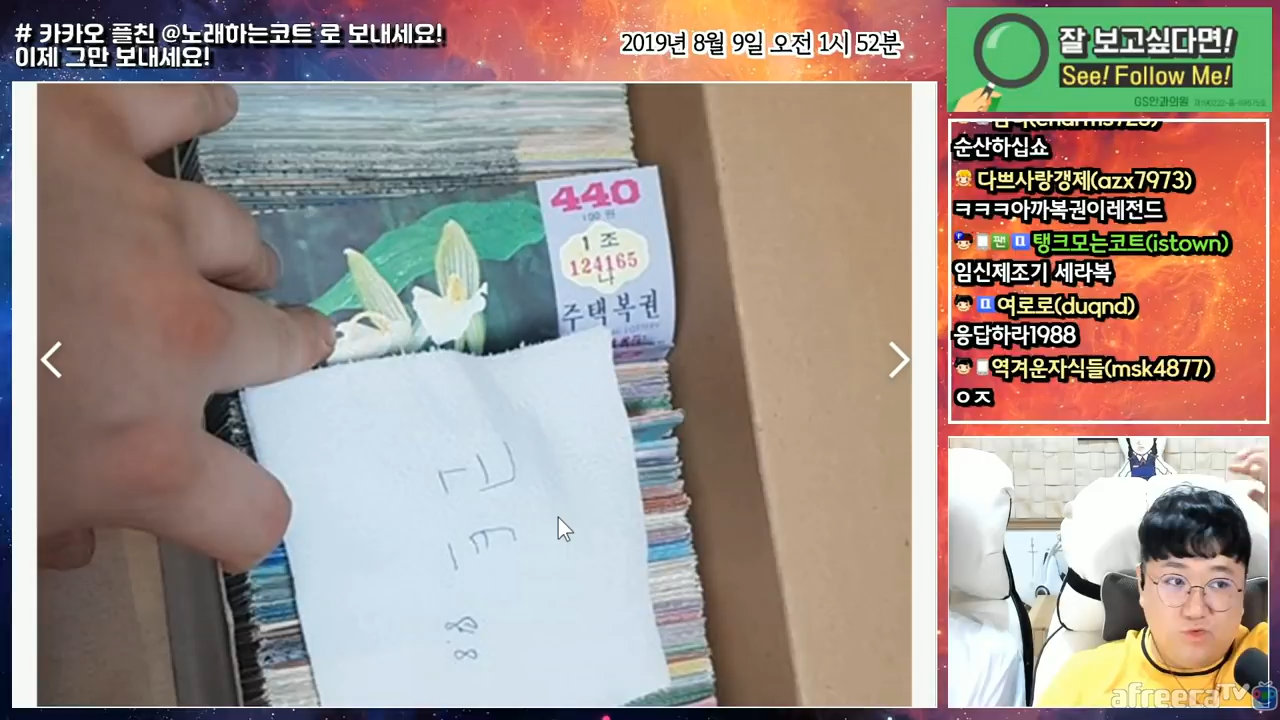 # 카카오 플친 @노래하는코트 로 보내세요!
이제 그만 보내세요!
2019년 8월 9일 오전 1시 52분
잘 보고싶다면!
See! Follow Me!
GS안과의원
440
100 원
1 조
124165
나
주택복권
8.8
순산하십쇼
다쁘사랑갱제(azx7973)
ㅋㅋㅋ아까복권이레전드
팬 탱크모는코트(istown)
임신제조기 세라복
여로로(duqnd)
응답하라1988
역겨운자식들(msk4877)
ㅇㅈ
afreecaTV